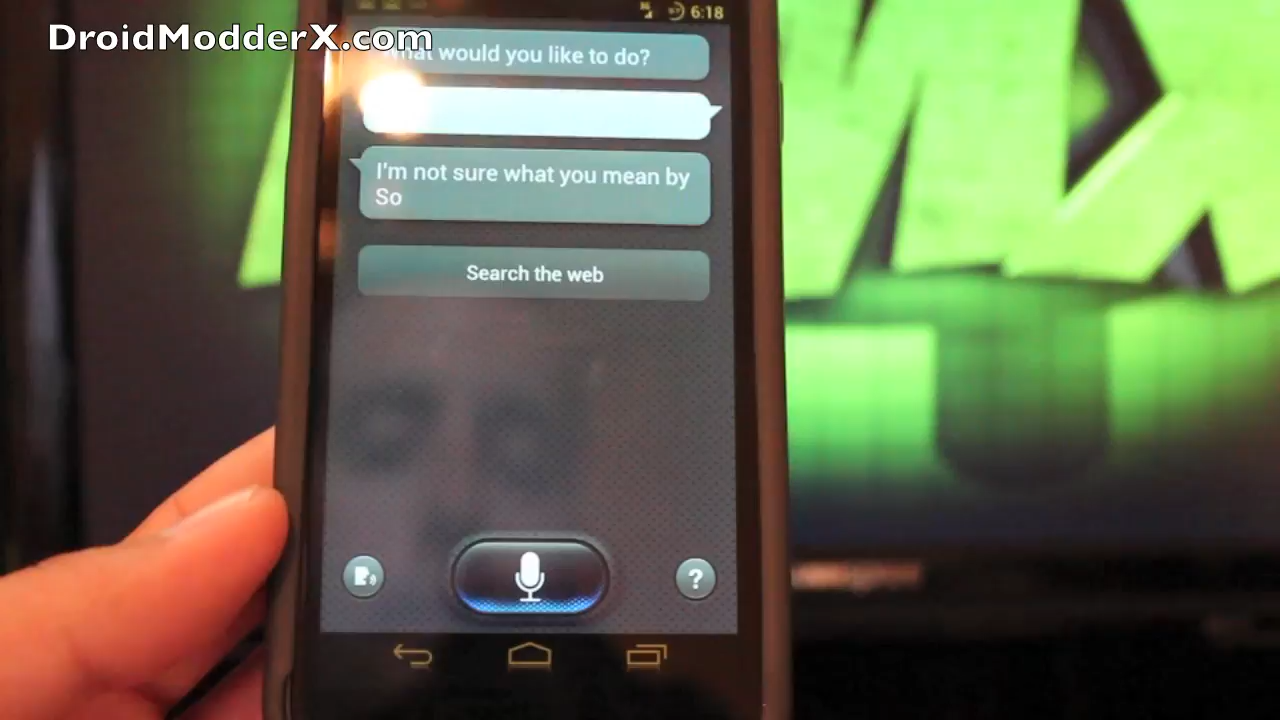 DroidModderX.com
6:18
What would you like to do?
I'm not sure what you mean by
So
Search the web
?